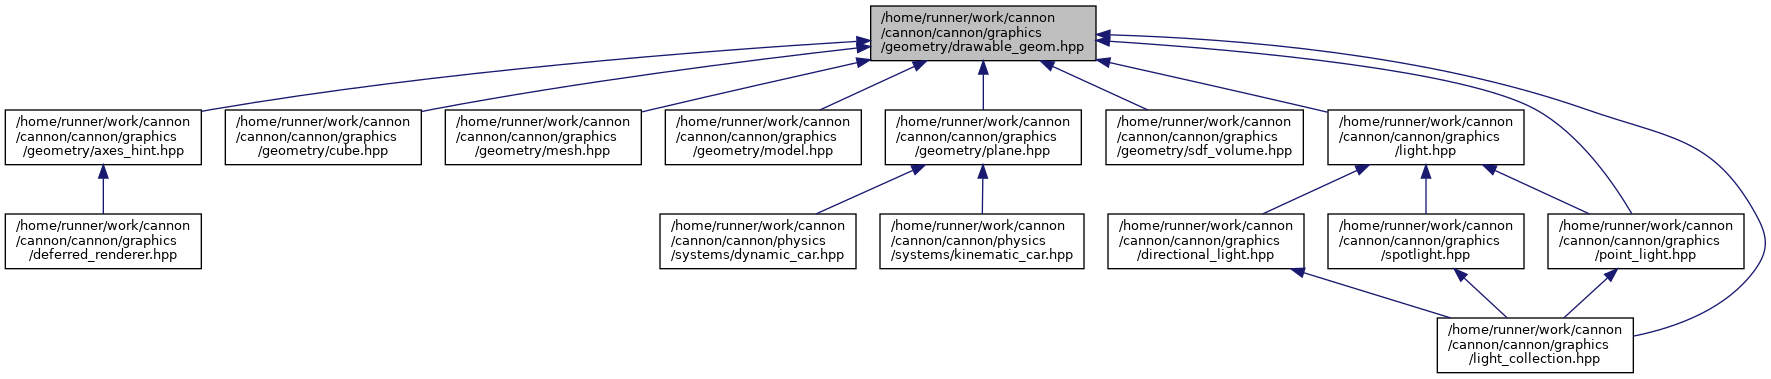 /home/runner/work/cannon
/cannon/cannon/graphics
/geometry/drawable_geom.hpp
/home/runner/work/cannon
/cannon/cannon/graphics
/geometry/axes_hint.hpp
/home/runner/work/cannon
/cannon/cannon/graphics
/geometry/cube.hpp
/home/runner/work/cannon
/cannon/cannon/graphics
/geometry/mesh.hpp
/home/runner/work/cannon
/cannon/cannon/graphics
/geometry/model.hpp
/home/runner/work/cannon
/cannon/cannon/graphics
/geometry/plane.hpp
/home/runner/work/cannon
/cannon/cannon/graphics
/geometry/sdf_volume.hpp
/home/runner/work/cannon
/cannon/cannon/graphics
/light.hpp
/home/runner/work/cannon
/cannon/cannon/graphics
/deferred_renderer.hpp
/home/runner/work/cannon
/cannon/cannon/physics
/systems/dynamic_car.hpp
/home/runner/work/cannon
/cannon/cannon/physics
/systems/kinematic_car.hpp
/home/runner/work/cannon
/cannon/cannon/graphics
/directional_light.hpp
/home/runner/work/cannon
/cannon/cannon/graphics
/spotlight.hpp
/home/runner/work/cannon
/cannon/cannon/graphics
/point_light.hpp
/home/runner/work/cannon
/cannon/cannon/graphics
/light_collection.hpp